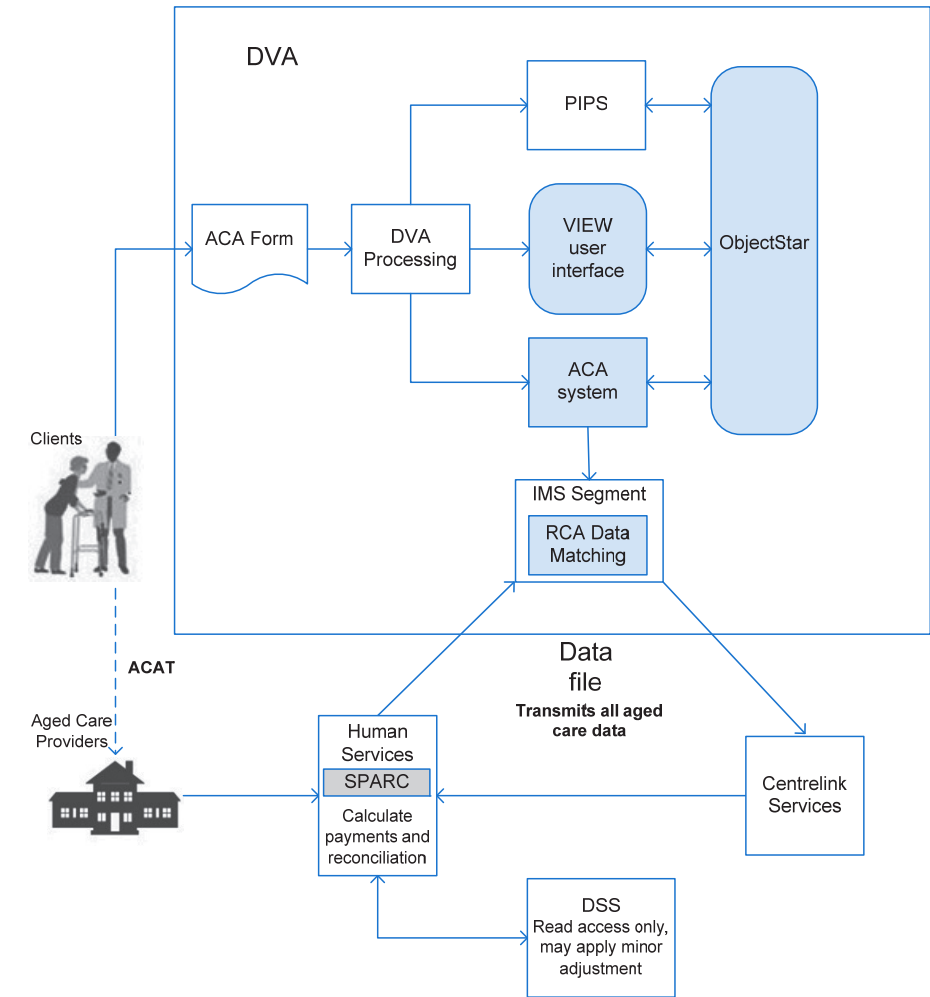 DVA
PIPS
ACA Form
DVA
Processing
VIEW
user
interface
ObjectStar
ACA
system
Clients
IMS Segment
RCA Data
Matching
ACAT
Data
file
Transmits all aged
care data
Aged Care
Providers
Human
Services
SPARC
Calculate
payments and
reconciliation
Centrelink
Services
DSS
Read access only,
may apply minor
adjustment